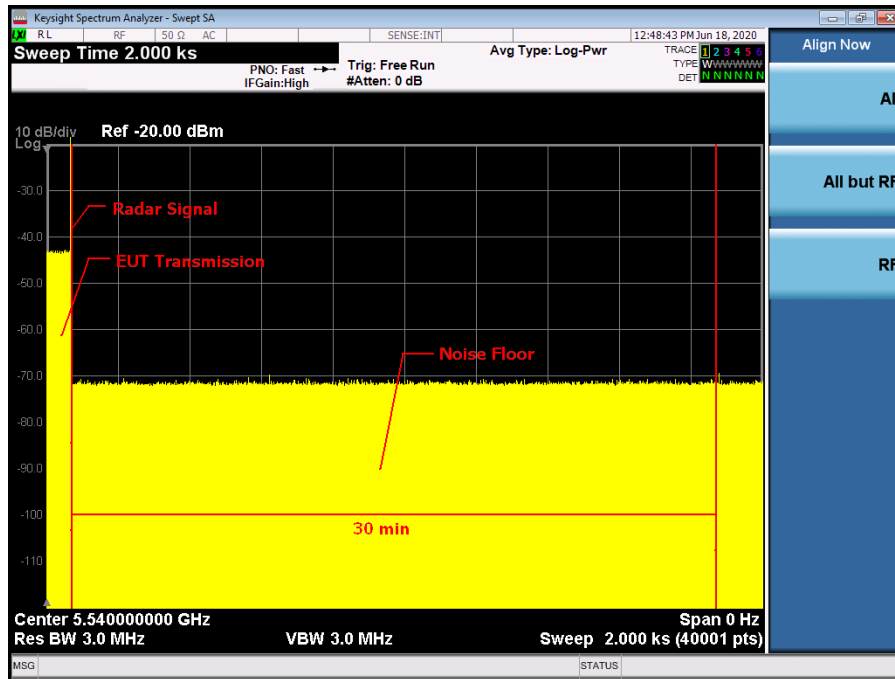 Keysight Spectrum Analyzer - Swept SA
LXI RL RF 50 Ω AC SENSE:INT 12:48:43 PM Jun 18, 2020
Sweep Time 2.000 ks
PNO: Fast
IFGain:High
Trig: Free Run
#Atten: 0 dB
Avg Type: Log-Pwr
TRACE 1 2 3 4 5 6
TYPE WWWWWWW
DET N N N N N N
Align Now
Al
All but RF
RF
10 dB/div
Log
Ref -20.00 dBm
-30.0
-40.0
-50.0
-60.0
-70.0
-80.0
-90.0
-100
-110
Radar Signal
EUT Transmission
Noise Floor
30 min
Center 5.540000000 GHz
Span 0 Hz
Res BW 3.0 MHz
VBW 3.0 MHz
Sweep 2.000 ks (40001 pts)
MSG
STATUS